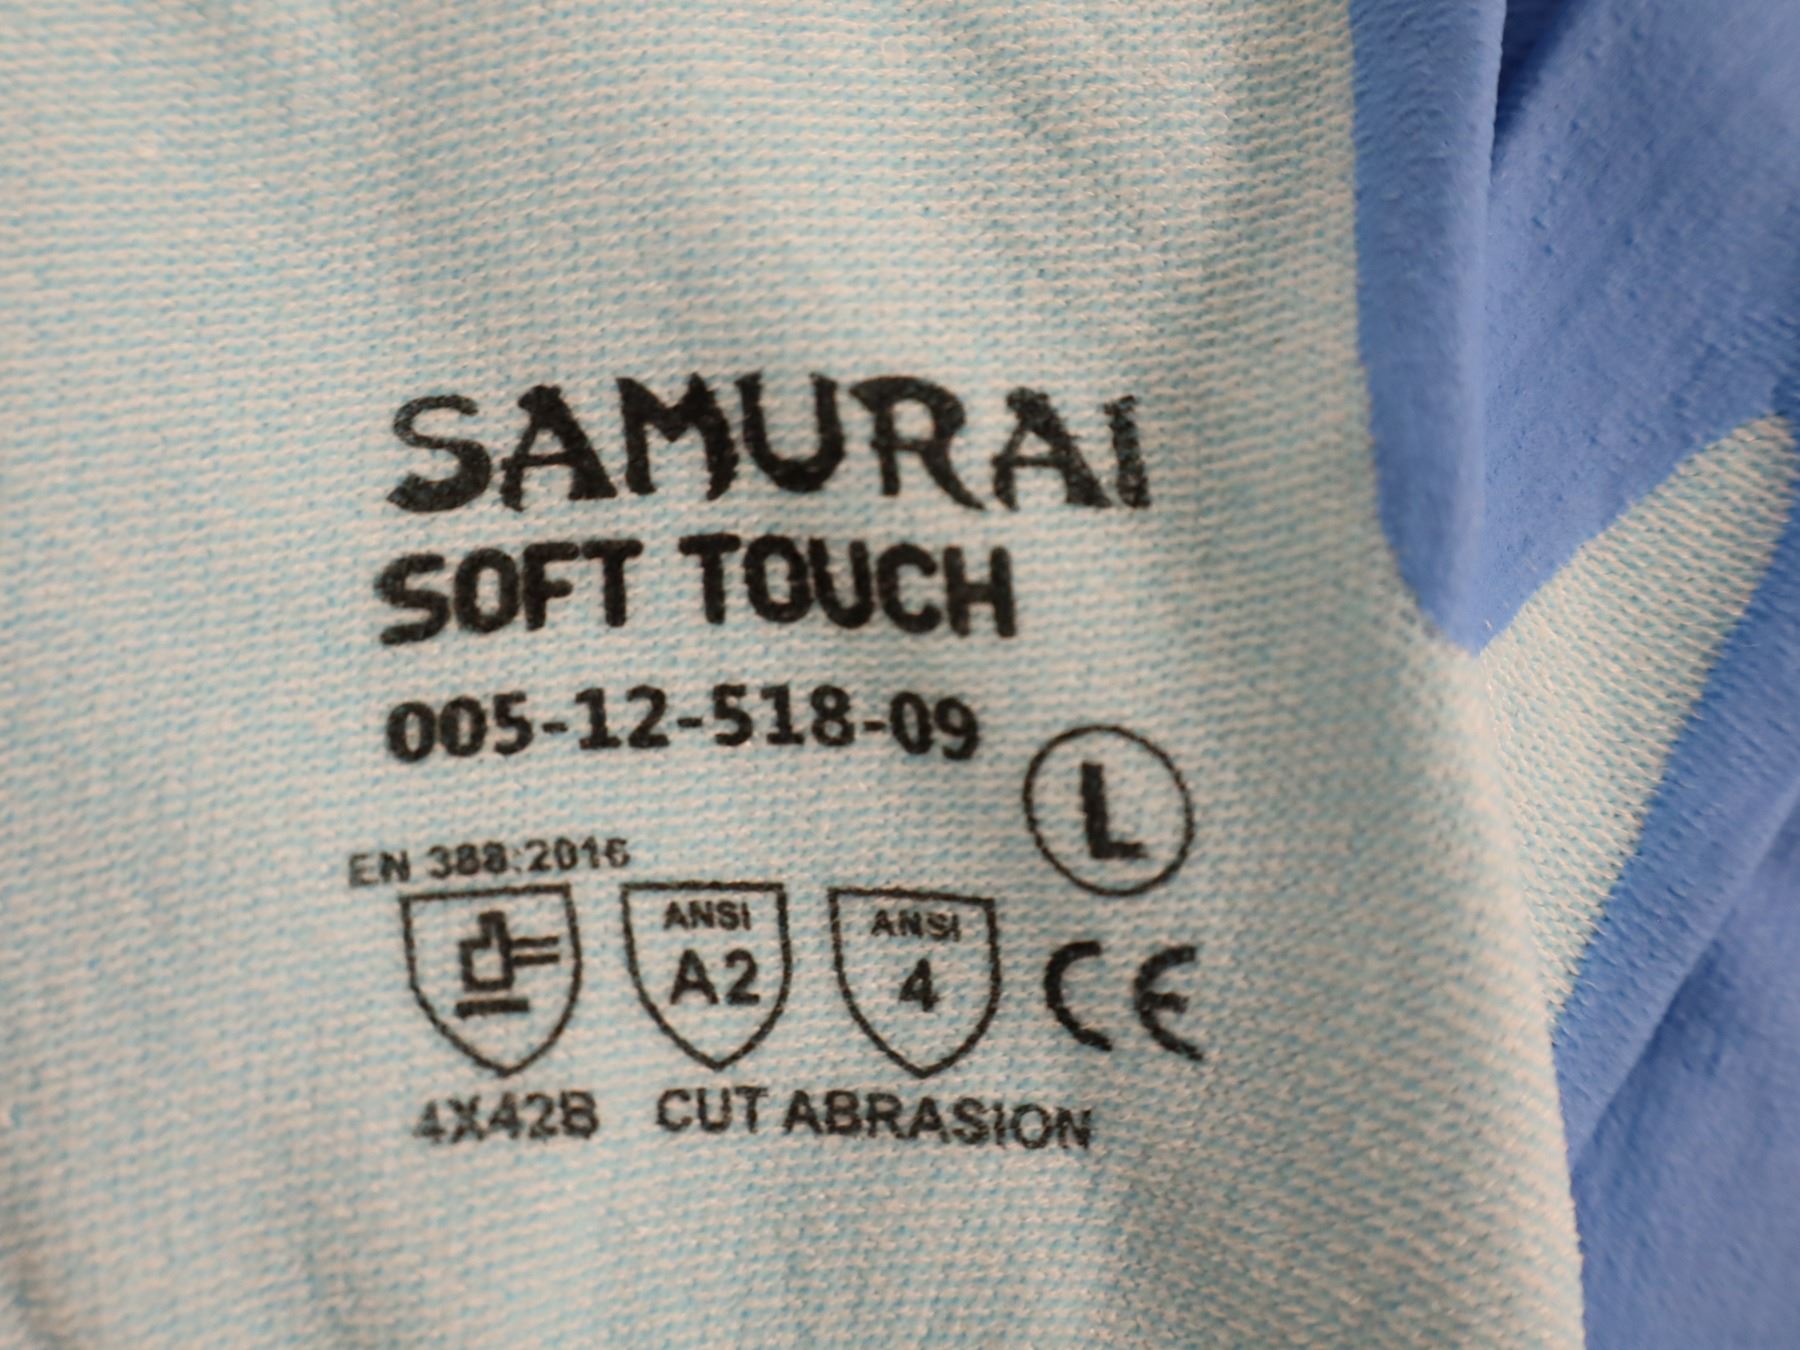 SAMURAI
SOFT TOUCH
005-12-518-09
L
EN 388:2016
ANSI
A2
ANSI
4
CE
4X42B
CUT ABRASION